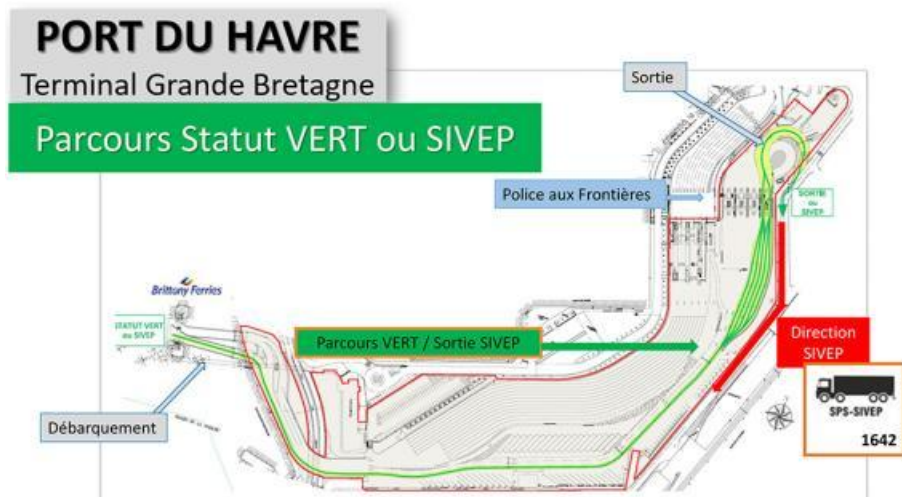 PORT DU HAVRE
Terminal Grande Bretagne
Parcours Statut VERT ou SIVEP
Sortie
Police aux Frontières
SORTIE
ou
SIVEP
Brittany Ferries
STATUT VERT
ou SIVEP
Parcours VERT / Sortie SIVEP
Direction
SIVEP
SPS-SIVEP
1642
Débarquement